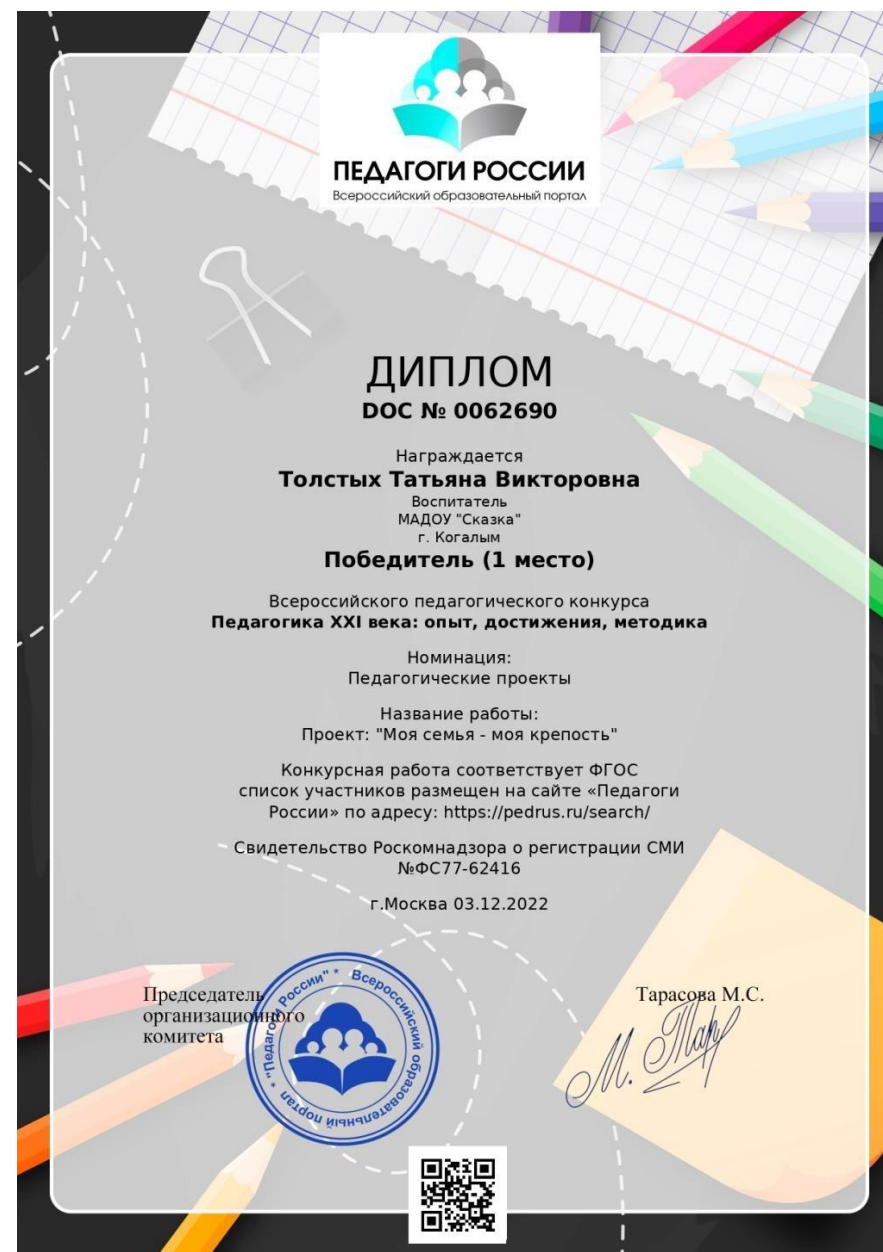 ПЕДАГОГИ РОССИИ
Всероссийский образовательный портал
ДИПЛОМ
DOC № 0062690
Награждается
Толстых Татьяна Викторовна
Воспитатель
МАДОУ "Сказка"
г. Когалым
Победитель (1 место)
Всероссийского педагогического конкурса
Педагогика XXI века: опыт, достижения, методика
Номинация:
Педагогические проекты
Название работы:
Проект: "Моя семья - моя крепость"
Конкурсная работа соответствует ФГОС
список участников размещен на сайте «Педагоги
России» по адресу: https://pedrus.ru/search/
Свидетельство Роскомнадзора о регистрации СМИ
№ФС77-62416
г.Москва 03.12.2022
Председатель
организационного
комитета
* "Педагоги России" * Всероссийский образовательный портал
Тарасова М.С.
М. Тар